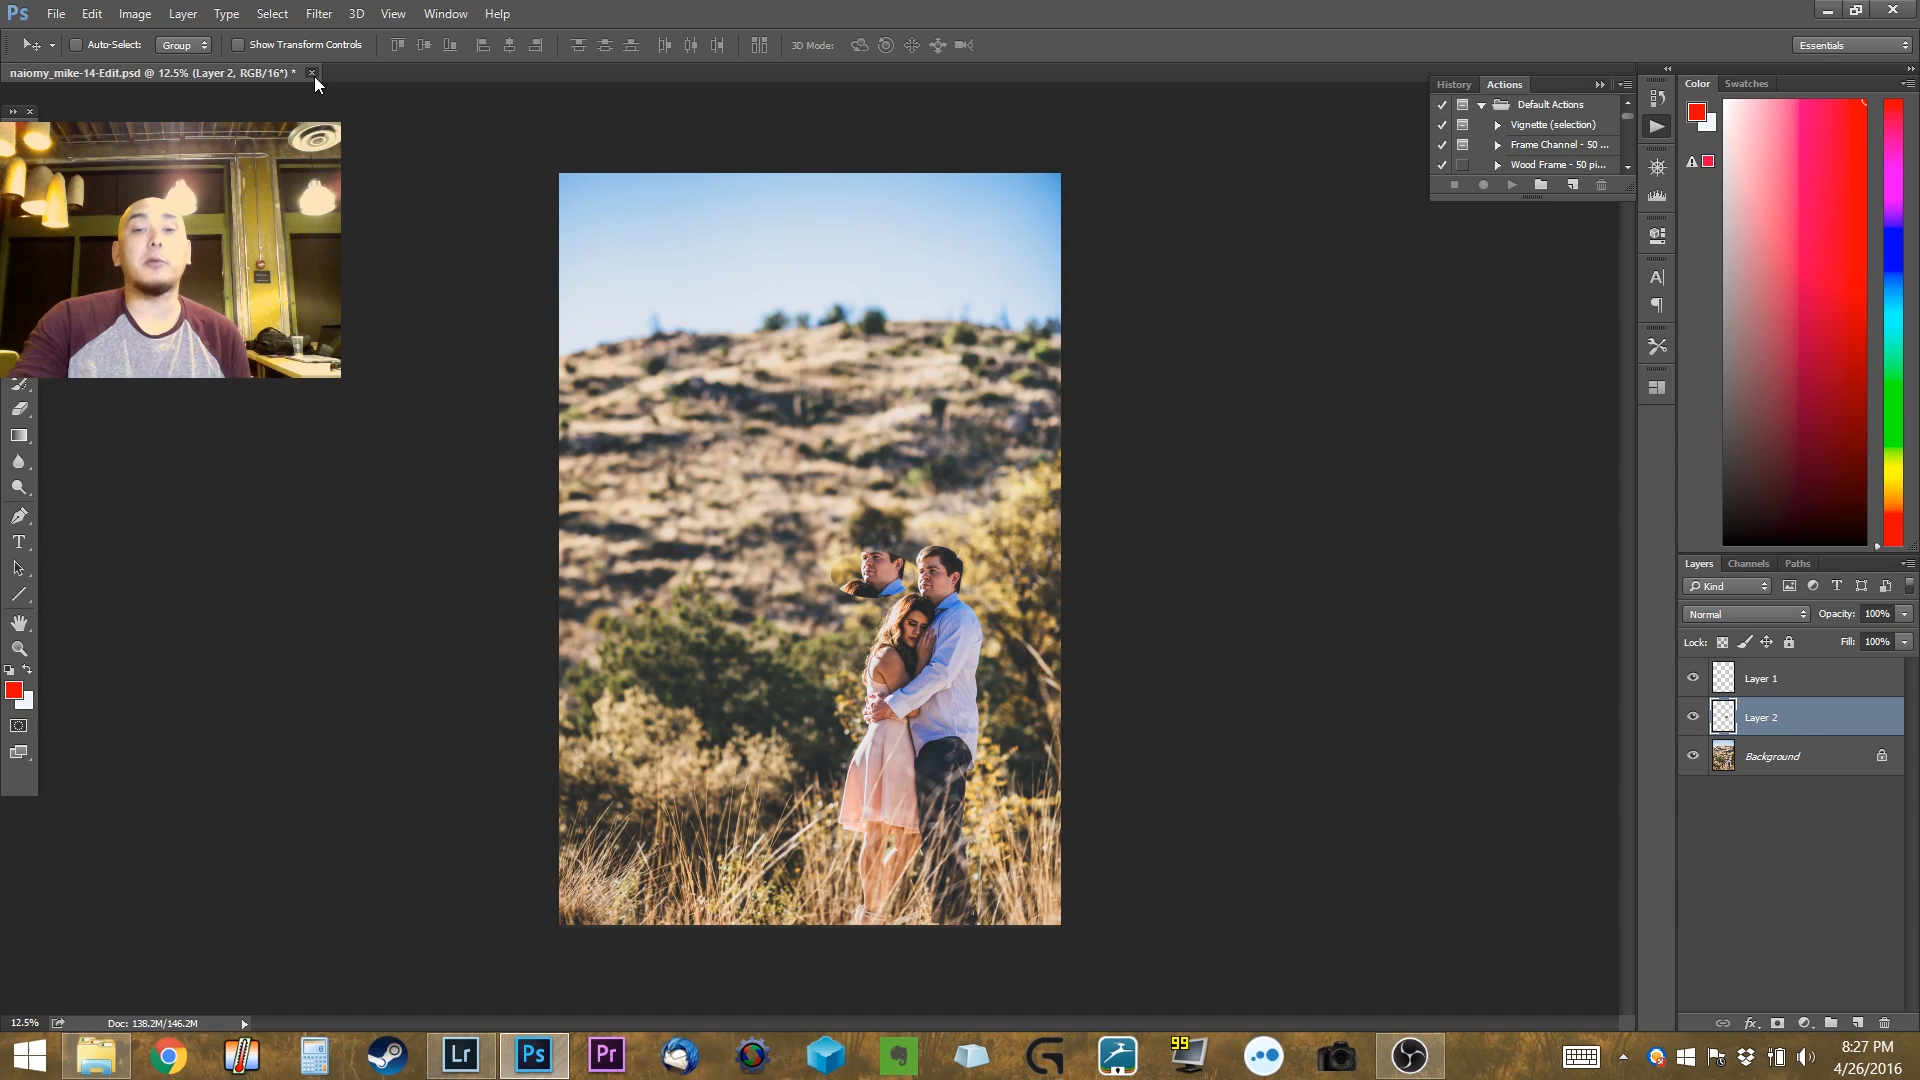 Ps File Edit Image Layer Type Select Filter 3D View Window Help
Auto-Select: Group Show Transform Controls 3D Mode: Essentials
naiomy_mike-14-Edit.psd @ 12.5% (Layer 2, RGB/16*) *
History Actions
Default Actions
Vignette (selection)
Frame Channel - 50 ...
Wood Frame - 50 pi...
Color Swatches
Layers Channels Paths
Kind
Normal Opacity: 100%
Lock: Fill: 100%
Layer 1
Layer 2
Background
12.5% Doc: 138.2M/146.2M
Lr Ps Pr 99
8:27 PM
4/26/2016